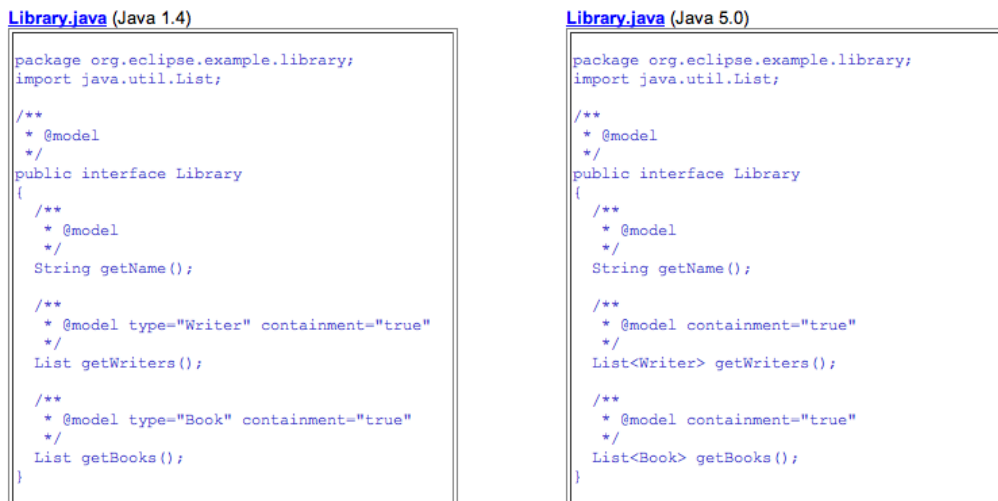 Library.java (Java 1.4)
package org.eclipse.example.library;
import java.util.List;
/**
 * @model
 */
public interface Library
{
  /**
   * @model
   */
  String getName();
  /**
   * @model type="Writer" containment="true"
   */
  List getWriters();
  /**
   * @model type="Book" containment="true"
   */
  List getBooks();
}
Library.java (Java 5.0)
package org.eclipse.example.library;
import java.util.List;
/**
 * @model
 */
public interface Library
{
  /**
   * @model
   */
  String getName();
  /**
   * @model containment="true"
   */
  List<Writer> getWriters();
  /**
   * @model containment="true"
   */
  List<Book> getBooks();
}